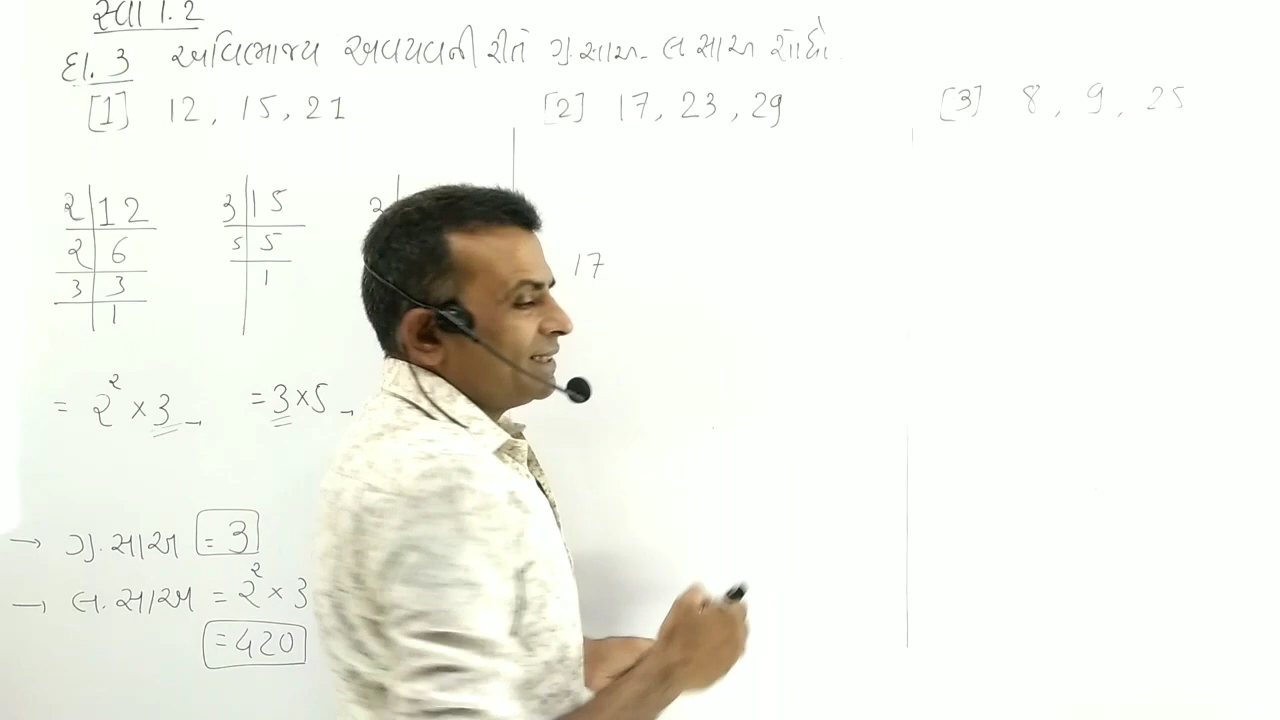 સ્વા 1.2
દા. 3 અવિભાજ્ય અવયવની રીતે ગુ.સા.અ. લ.સા.અ શોધો.
[1] 12, 15, 21 [2] 17, 23, 29 [3] 8, 9, 25
2 12 3 15
2 6 5 5
3 3 1
1
17
= 2² × 3 = 3 × 5
→ ગુ.સાઅ = 3
→ લ.સાઅ = 2² × 3
= 420